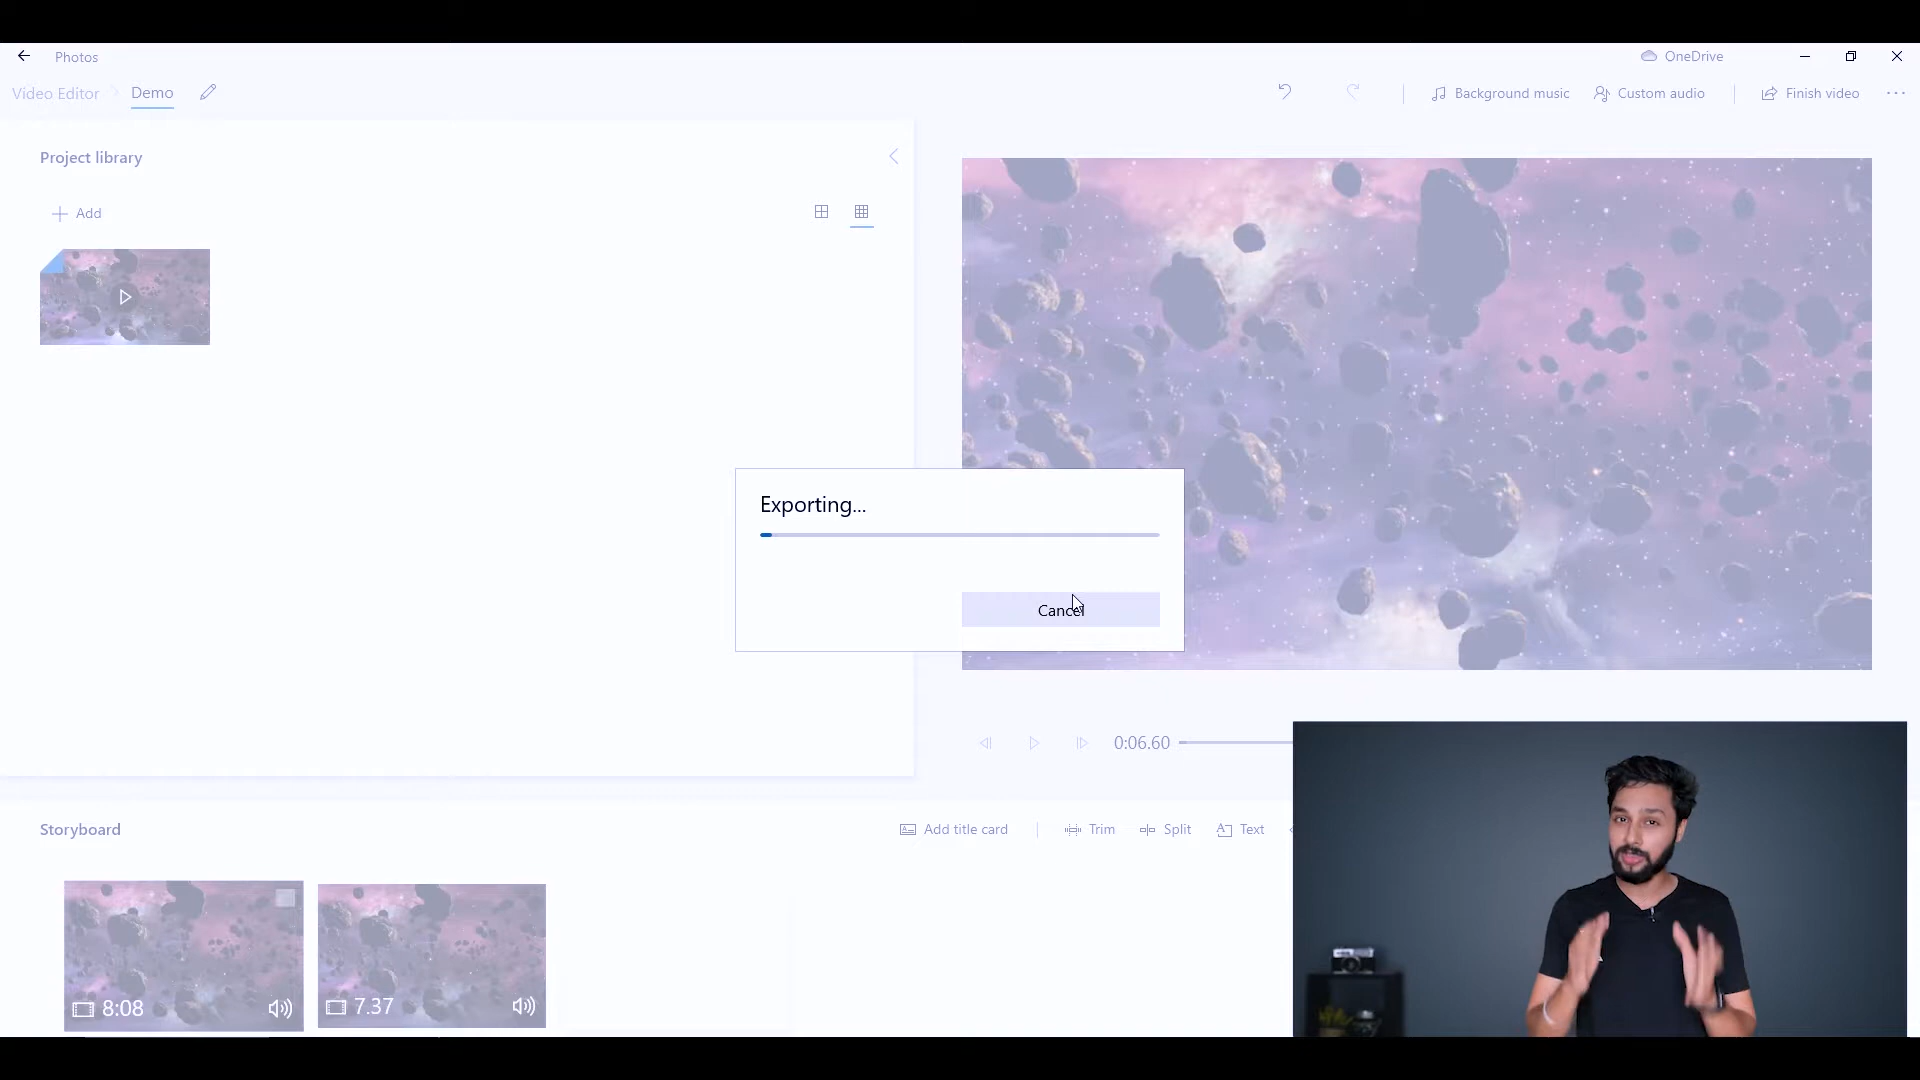 Photos
OneDrive
Video Editor
Demo
Background music
Custom audio
Finish video
Project library
Add
Exporting...
Cancel
0:06.60
Storyboard
Add title card
Trim
Split
Text
8:08
7.37